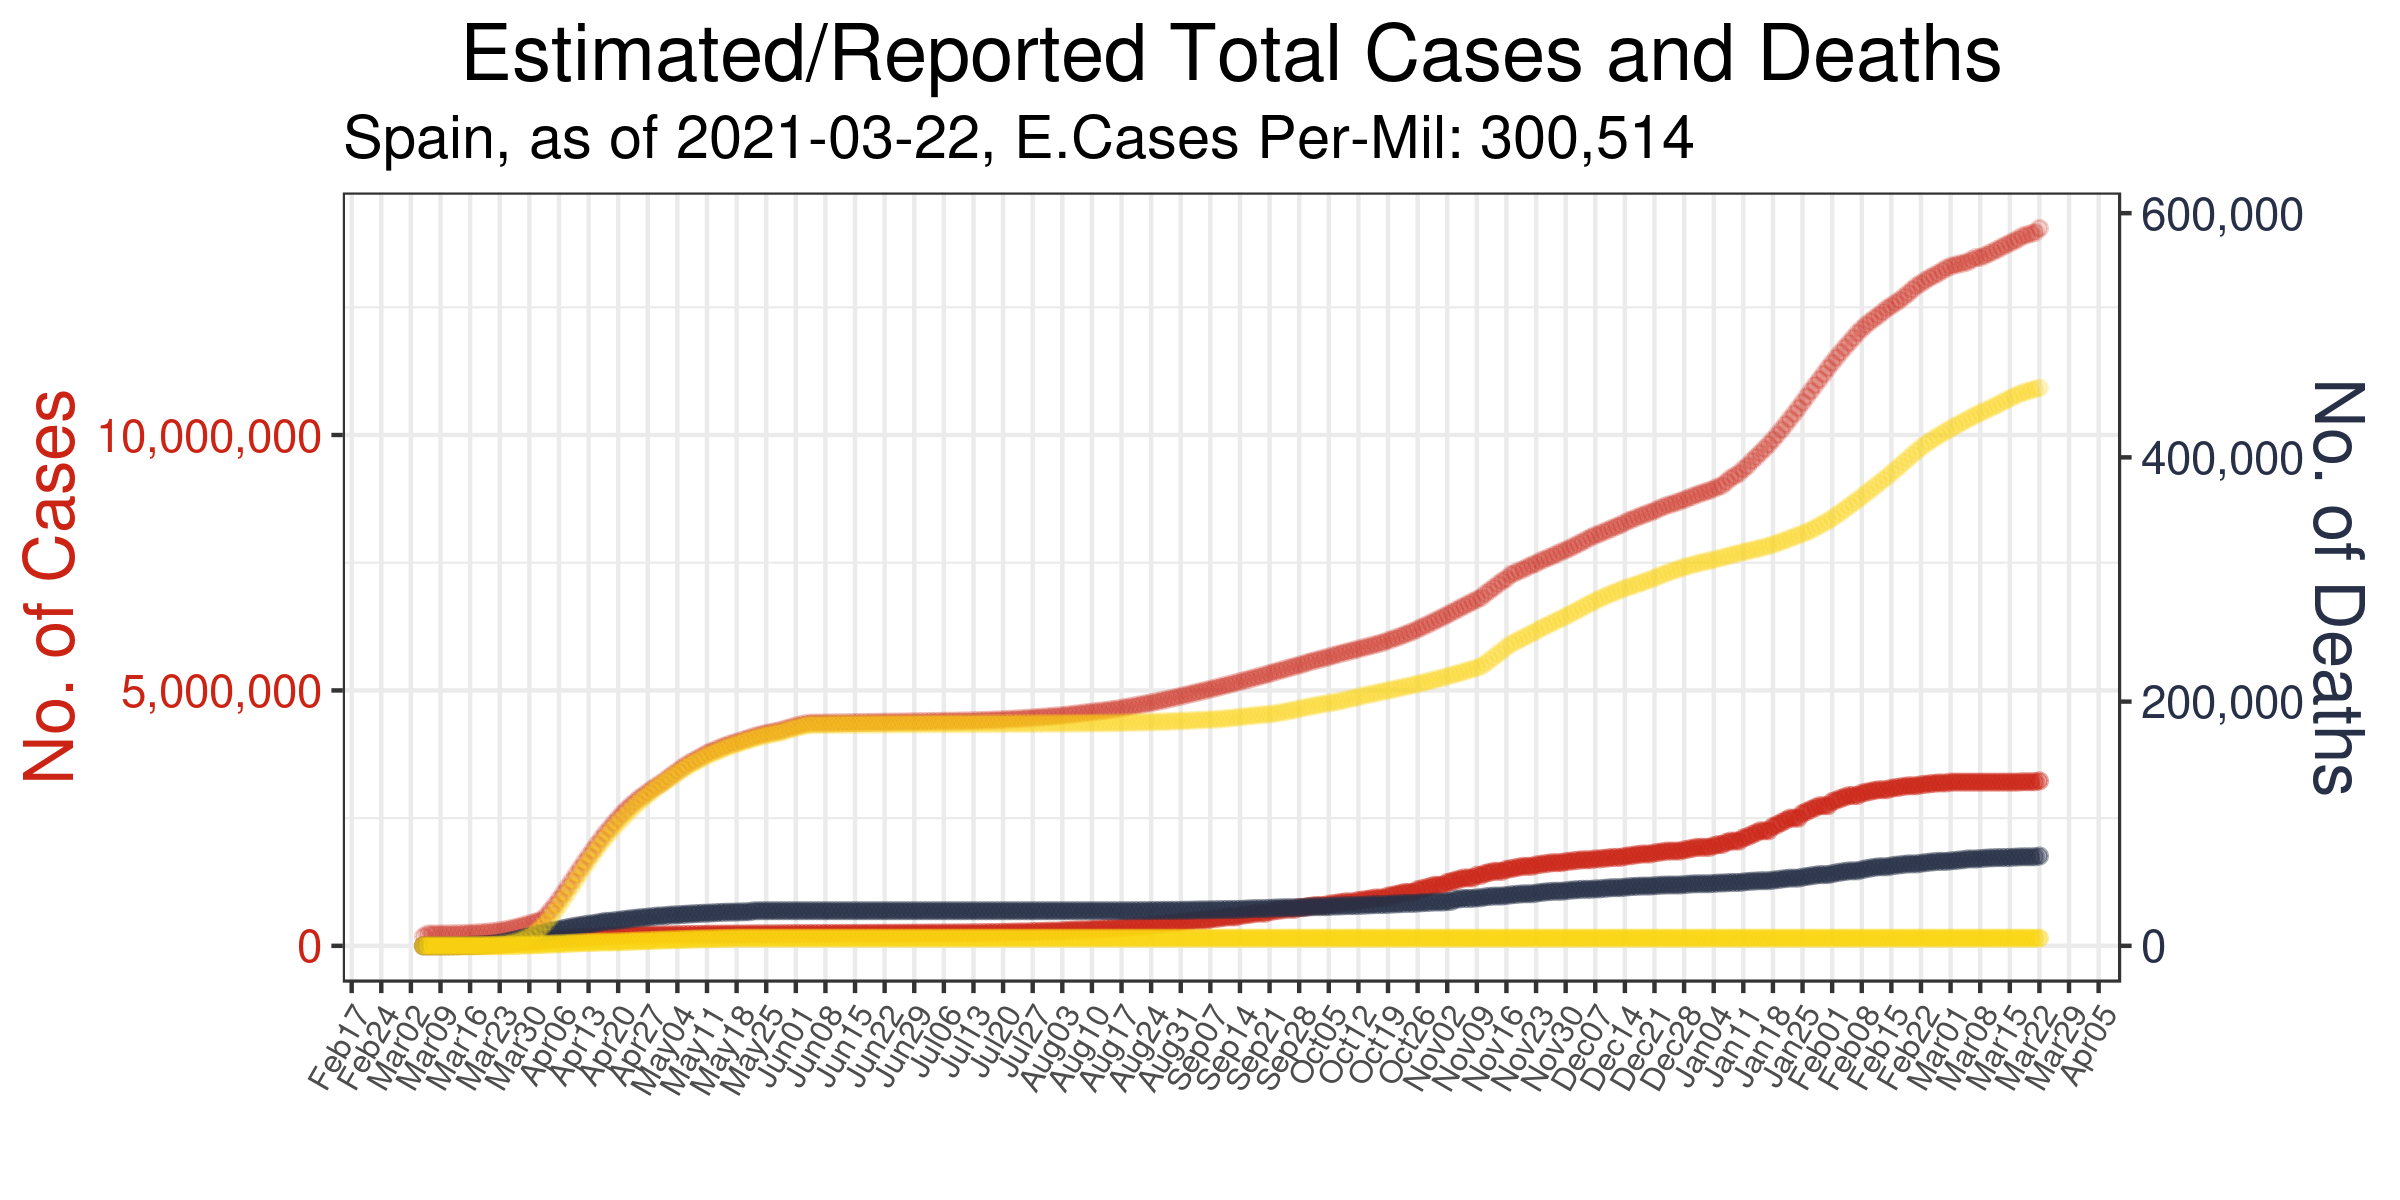 Estimated/Reported Total Cases and Deaths
Spain, as of 2021-03-22, E.Cases Per-Mil: 300,514
No. of Cases
10,000,000
5,000,000
0
600,000
400,000
200,000
0
No. of Deaths
Feb17
Feb24
Mar02
Mar09
Mar16
Mar23
Mar30
Apr06
Apr13
Apr20
Apr27
May04
May11
May18
May25
Jun01
Jun08
Jun15
Jun22
Jun29
Jul06
Jul13
Jul20
Jul27
Aug03
Aug10
Aug17
Aug24
Aug31
Sep07
Sep14
Sep21
Sep28
Oct05
Oct12
Oct19
Oct26
Nov02
Nov09
Nov16
Nov23
Nov30
Dec07
Dec14
Dec21
Dec28
Jan04
Jan11
Jan18
Jan25
Feb01
Feb08
Feb15
Feb22
Mar01
Mar08
Mar15
Mar22
Mar29
Apr05